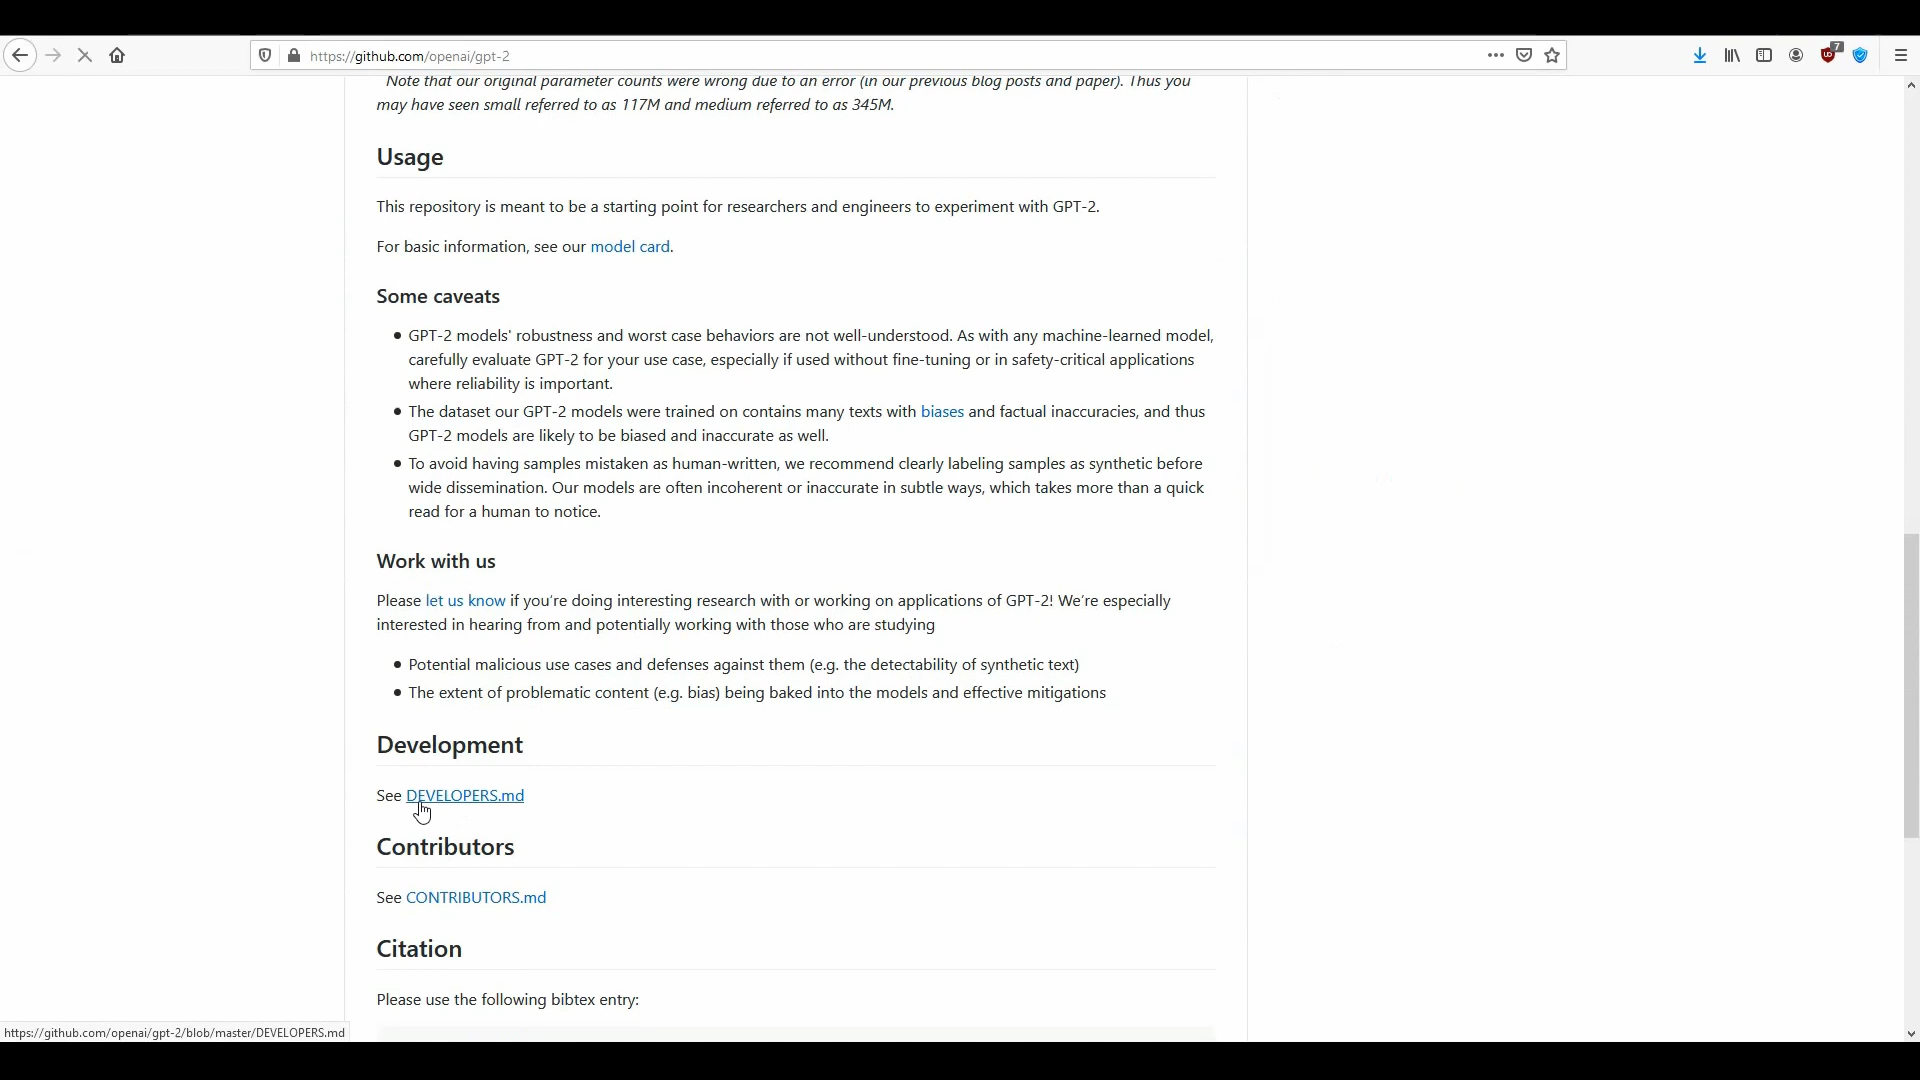 https://github.com/openai/gpt-2
7
Note that our original parameter counts were wrong due to an error (in our previous blog posts and paper). Thus you
may have seen small referred to as 117M and medium referred to as 345M.
Usage
This repository is meant to be a starting point for researchers and engineers to experiment with GPT-2.
For basic information, see our model card.
Some caveats
• GPT-2 models' robustness and worst case behaviors are not well-understood. As with any machine-learned model,
carefully evaluate GPT-2 for your use case, especially if used without fine-tuning or in safety-critical applications
where reliability is important.
• The dataset our GPT-2 models were trained on contains many texts with biases and factual inaccuracies, and thus
GPT-2 models are likely to be biased and inaccurate as well.
• To avoid having samples mistaken as human-written, we recommend clearly labeling samples as synthetic before
wide dissemination. Our models are often incoherent or inaccurate in subtle ways, which takes more than a quick
read for a human to notice.
Work with us
Please let us know if you're doing interesting research with or working on applications of GPT-2! We're especially
interested in hearing from and potentially working with those who are studying
• Potential malicious use cases and defenses against them (e.g. the detectability of synthetic text)
• The extent of problematic content (e.g. bias) being baked into the models and effective mitigations
Development
See DEVELOPERS.md
Contributors
See CONTRIBUTORS.md
Citation
Please use the following bibtex entry:
https://github.com/openai/gpt-2/blob/master/DEVELOPERS.md